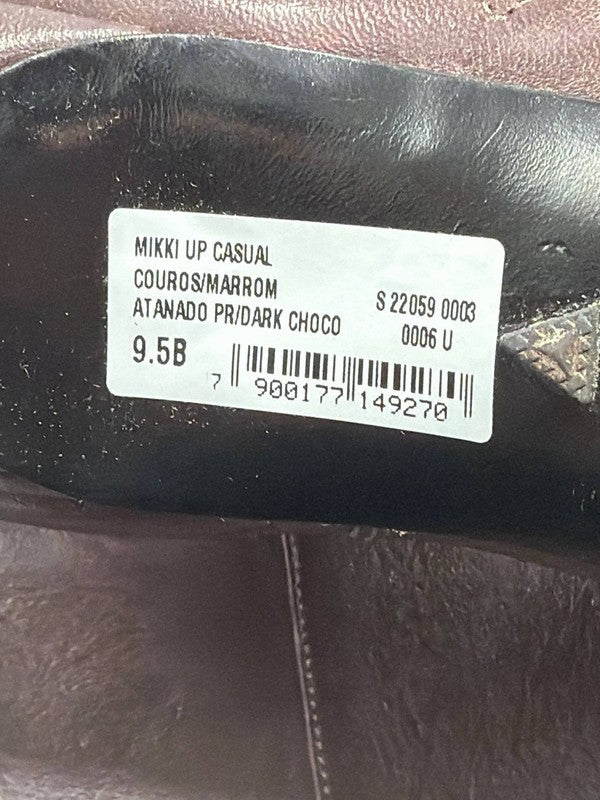 MIKKI UP CASUAL
COUROS/MARROM
ATANADO PR/DARK CHOCO
S 22059 0003
0006 U
9.5B
7 900177 149270